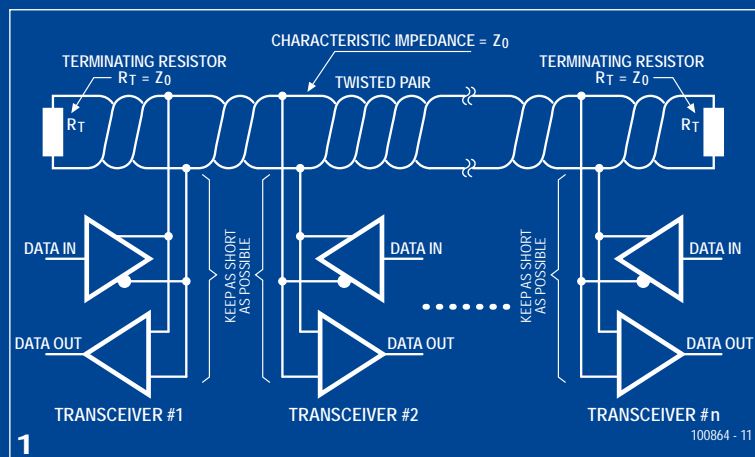 CHARACTERISTIC IMPEDANCE = Z0
TERMINATING RESISTOR
RT = Z0
TWISTED PAIR
TERMINATING RESISTOR
RT = Z0
RT
RT
DATA IN
KEEP AS SHORT
AS POSSIBLE
KEEP AS SHORT
AS POSSIBLE
DATA IN
DATA IN
DATA OUT
DATA OUT
DATA OUT
TRANSCEIVER #1
TRANSCEIVER #2
TRANSCEIVER #n
1
100864 - 11